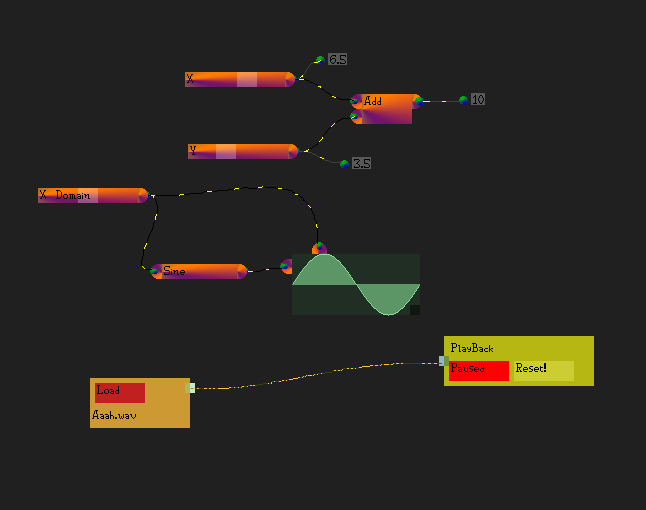 6.5
X
Add
10
Y
3.5
X Domain
Sine
PlayBack
Paused Reset!
Load
Aaah.wav